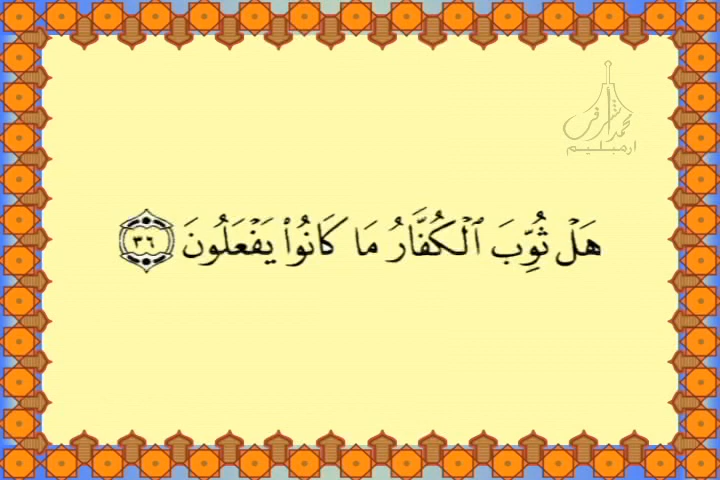 هَلۡ ثُوِّبَ ٱلۡكُفَّارُ مَا كَانُواْ يَفۡعَلُونَ ٣٦